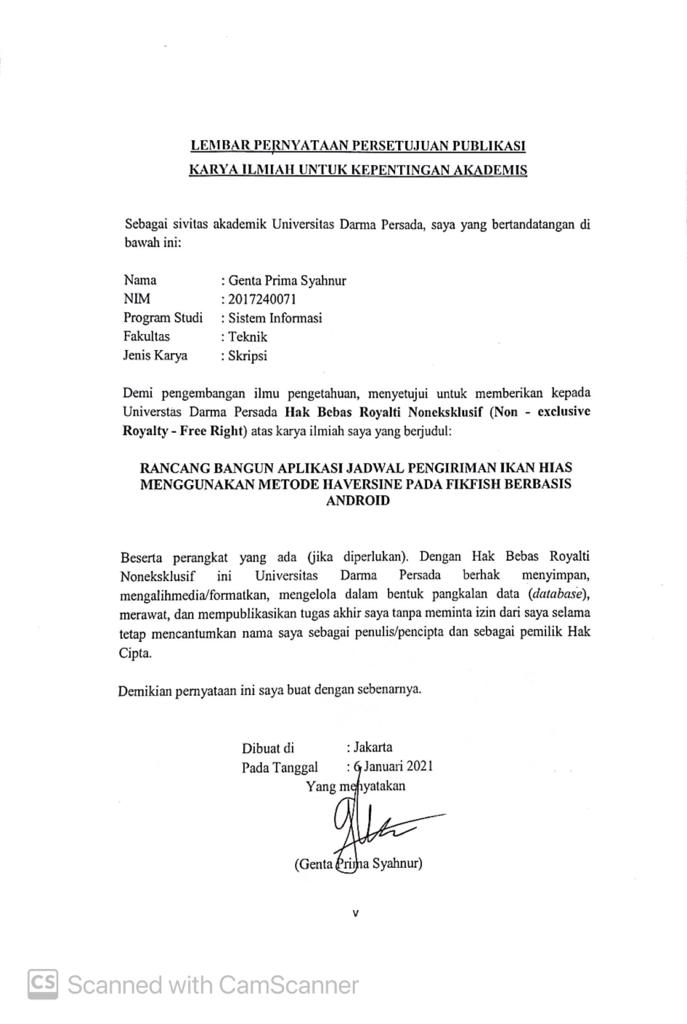 LEMBAR PERNYATAAN PERSETUJUAN PUBLIKASI
KARYA ILMIAH UNTUK KEPENTINGAN AKADEMIS
Sebagai sivitas akademik Universitas Darma Persada, saya yang bertandatangan di
bawah ini:
Nama : Genta Prima Syahnur
NIM : 2017240071
Program Studi : Sistem Informasi
Fakultas : Teknik
Jenis Karya : Skripsi
Demi pengembangan ilmu pengetahuan, menyetujui untuk memberikan kepada
Universtas Darma Persada Hak Bebas Royalti Noneksklusif (Non - exclusive
Royalty - Free Right) atas karya ilmiah saya yang berjudul:
RANCANG BANGUN APLIKASI JADWAL PENGIRIMAN IKAN HIAS
MENGGUNAKAN METODE HAVERSINE PADA FIKFISH BERBASIS
ANDROID
Beserta perangkat yang ada (jika diperlukan). Dengan Hak Bebas Royalti
Noneksklusif ini Universitas Darma Persada berhak menyimpan,
mengalihmedia/formatkan, mengelola dalam bentuk pangkalan data (database),
merawat, dan mempublikasikan tugas akhir saya tanpa meminta izin dari saya selama
tetap mencantumkan nama saya sebagai penulis/pencipta dan sebagai pemilik Hak
Cipta.
Demikian pernyataan ini saya buat dengan sebenarnya.
Dibuat di : Jakarta
Pada Tanggal : 6 Januari 2021
Yang menyatakan
(Genta Prima Syahnur)
v
CS Scanned with CamScanner